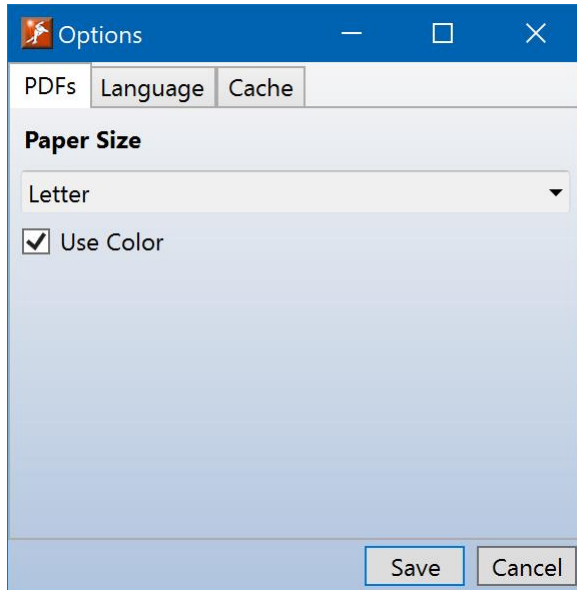 Options
PDFs Language Cache
Paper Size
Letter
Use Color
Save Cancel